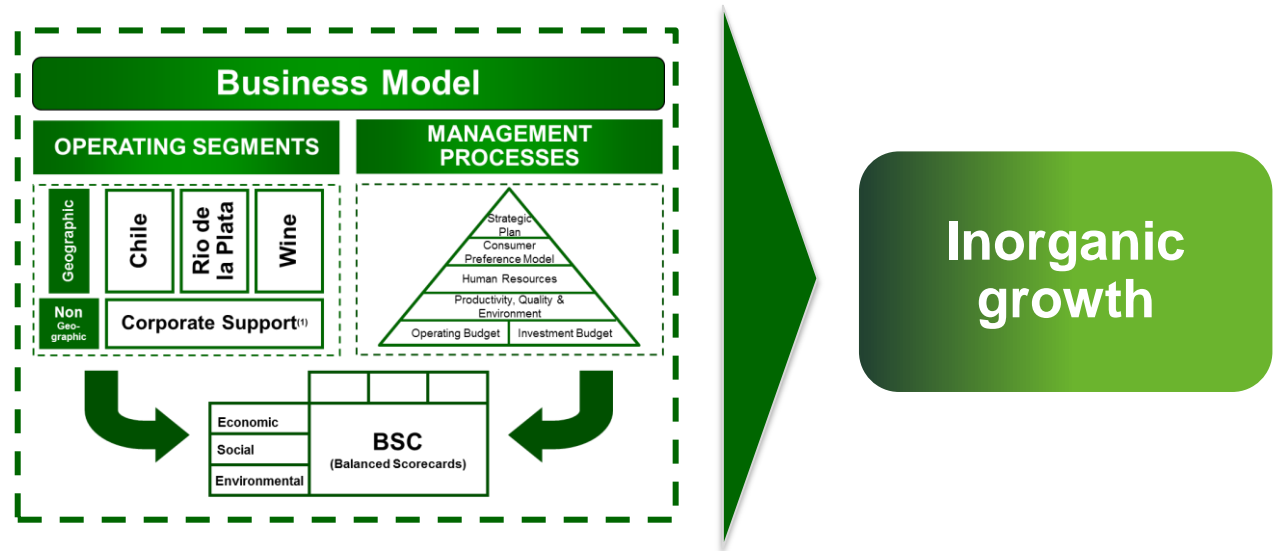 Business Model
OPERATING SEGMENTS
MANAGEMENT
PROCESSES
Geographic
Chile
Rio de
la Plata
Wine
Non
Geo-
graphic
Corporate Support(1)
Strategic
Plan
Consumer
Preference Model
Human Resources
Productivity, Quality &
Environment
Operating Budget
Investment Budget
Economic
Social
Environmental
BSC
(Balanced Scorecards)
Inorganic
growth